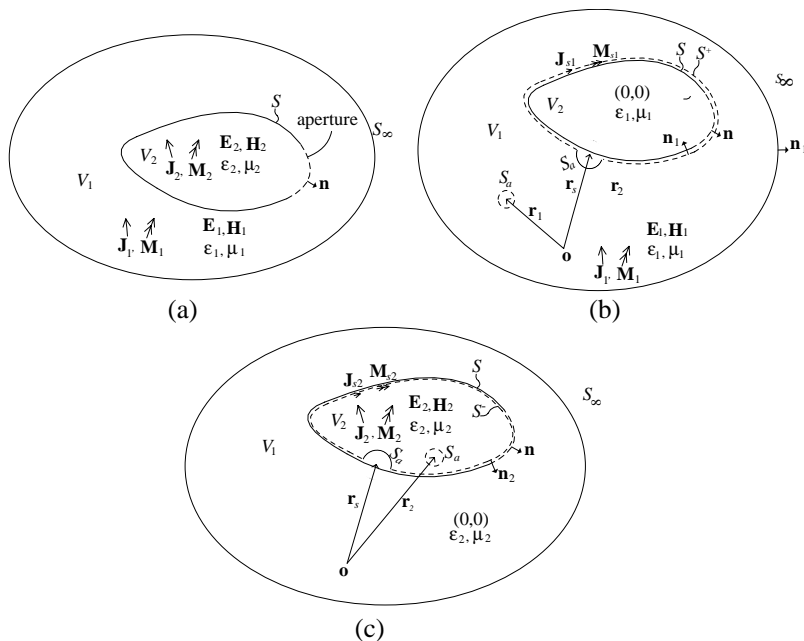 S
aperture
S∞
E₂, H₂
V₂
J₂, M₂
ε₂, μ₂
n
V₁
E₁,H₁
J₁, M₁
ε₁, μ₁
(a)
Jₛ₁ Mₛ₁ S S⁺
S∞
(0,0)
V₂
ε₁,μ₁
V₁
n
n₁
n₁
Sₐ
rₛ r₂
Sₐ
r₁
E₁,H₁
ε₁, μ₁
o
J₁, M₁
(b)
Jₛ₂ Mₛ₂
S
S∞
E₂, H₂
S⁻
V₂
J₂, M₂
ε₂, μ₂
V₁
Sₐ
Sₐ
n
n₂
rₛ
r₂
(0,0)
ε₂, μ₂
o
(c)